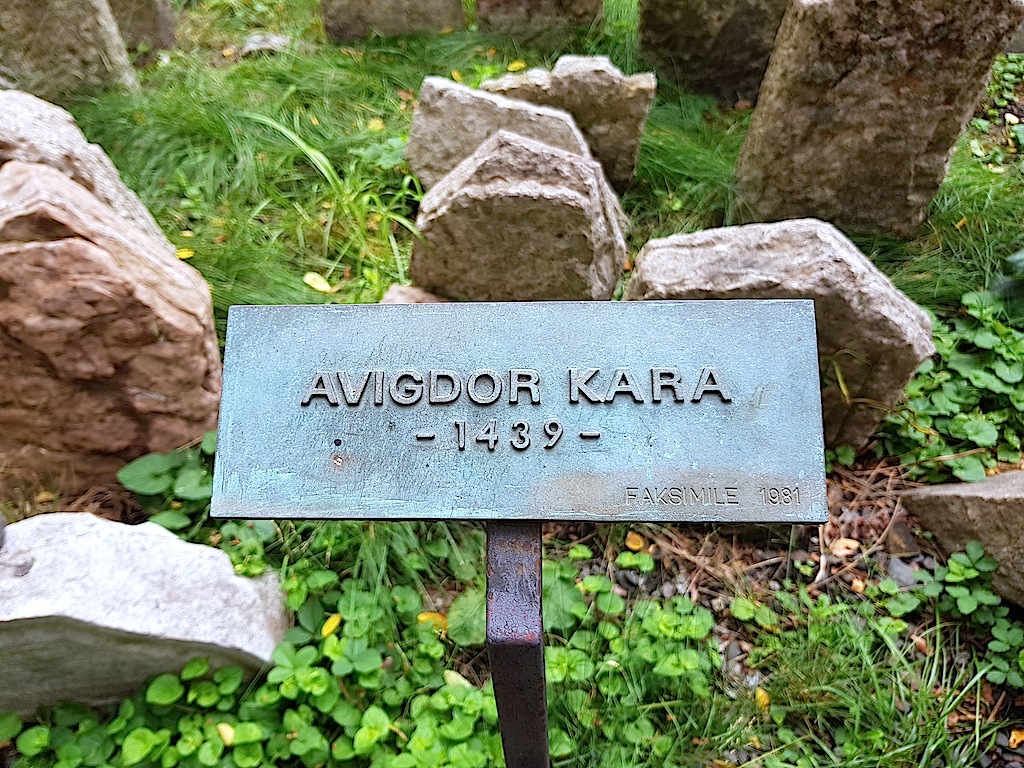 AVIGDOR KARA
- 1439 -
FAKSIMILE 1981